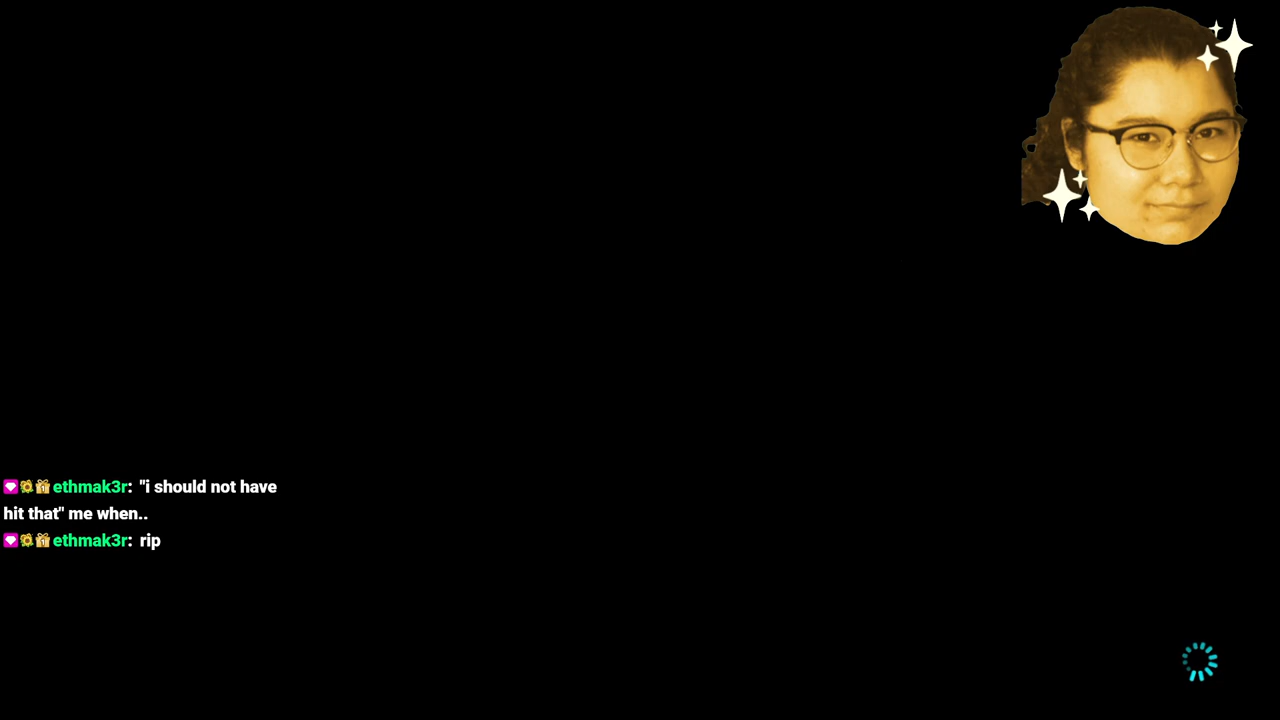 ethmak3r: "i should not have
hit that" me when..
ethmak3r: rip